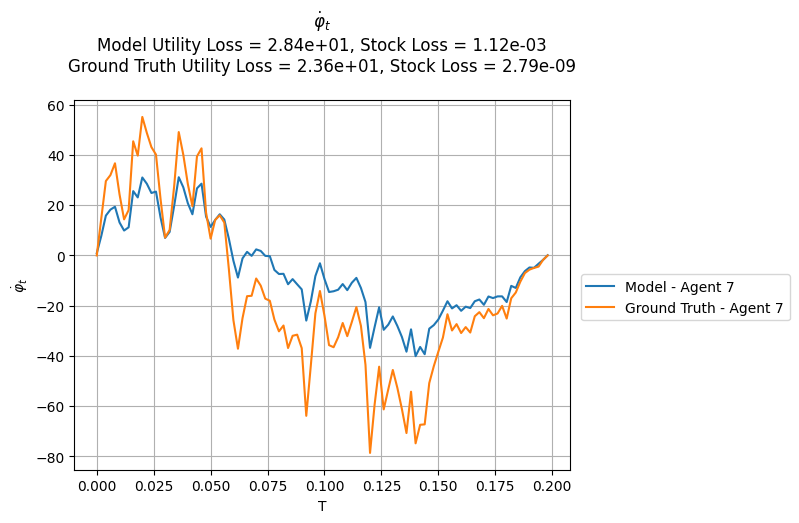 φ̇ₜ
Model Utility Loss = 2.84e+01, Stock Loss = 1.12e-03
Ground Truth Utility Loss = 2.36e+01, Stock Loss = 2.79e-09
60
40
20
0
−20
−40
−60
−80
φ̇ₜ
0.000 0.025 0.050 0.075 0.100 0.125 0.150 0.175 0.200
T
Model - Agent 7
Ground Truth - Agent 7